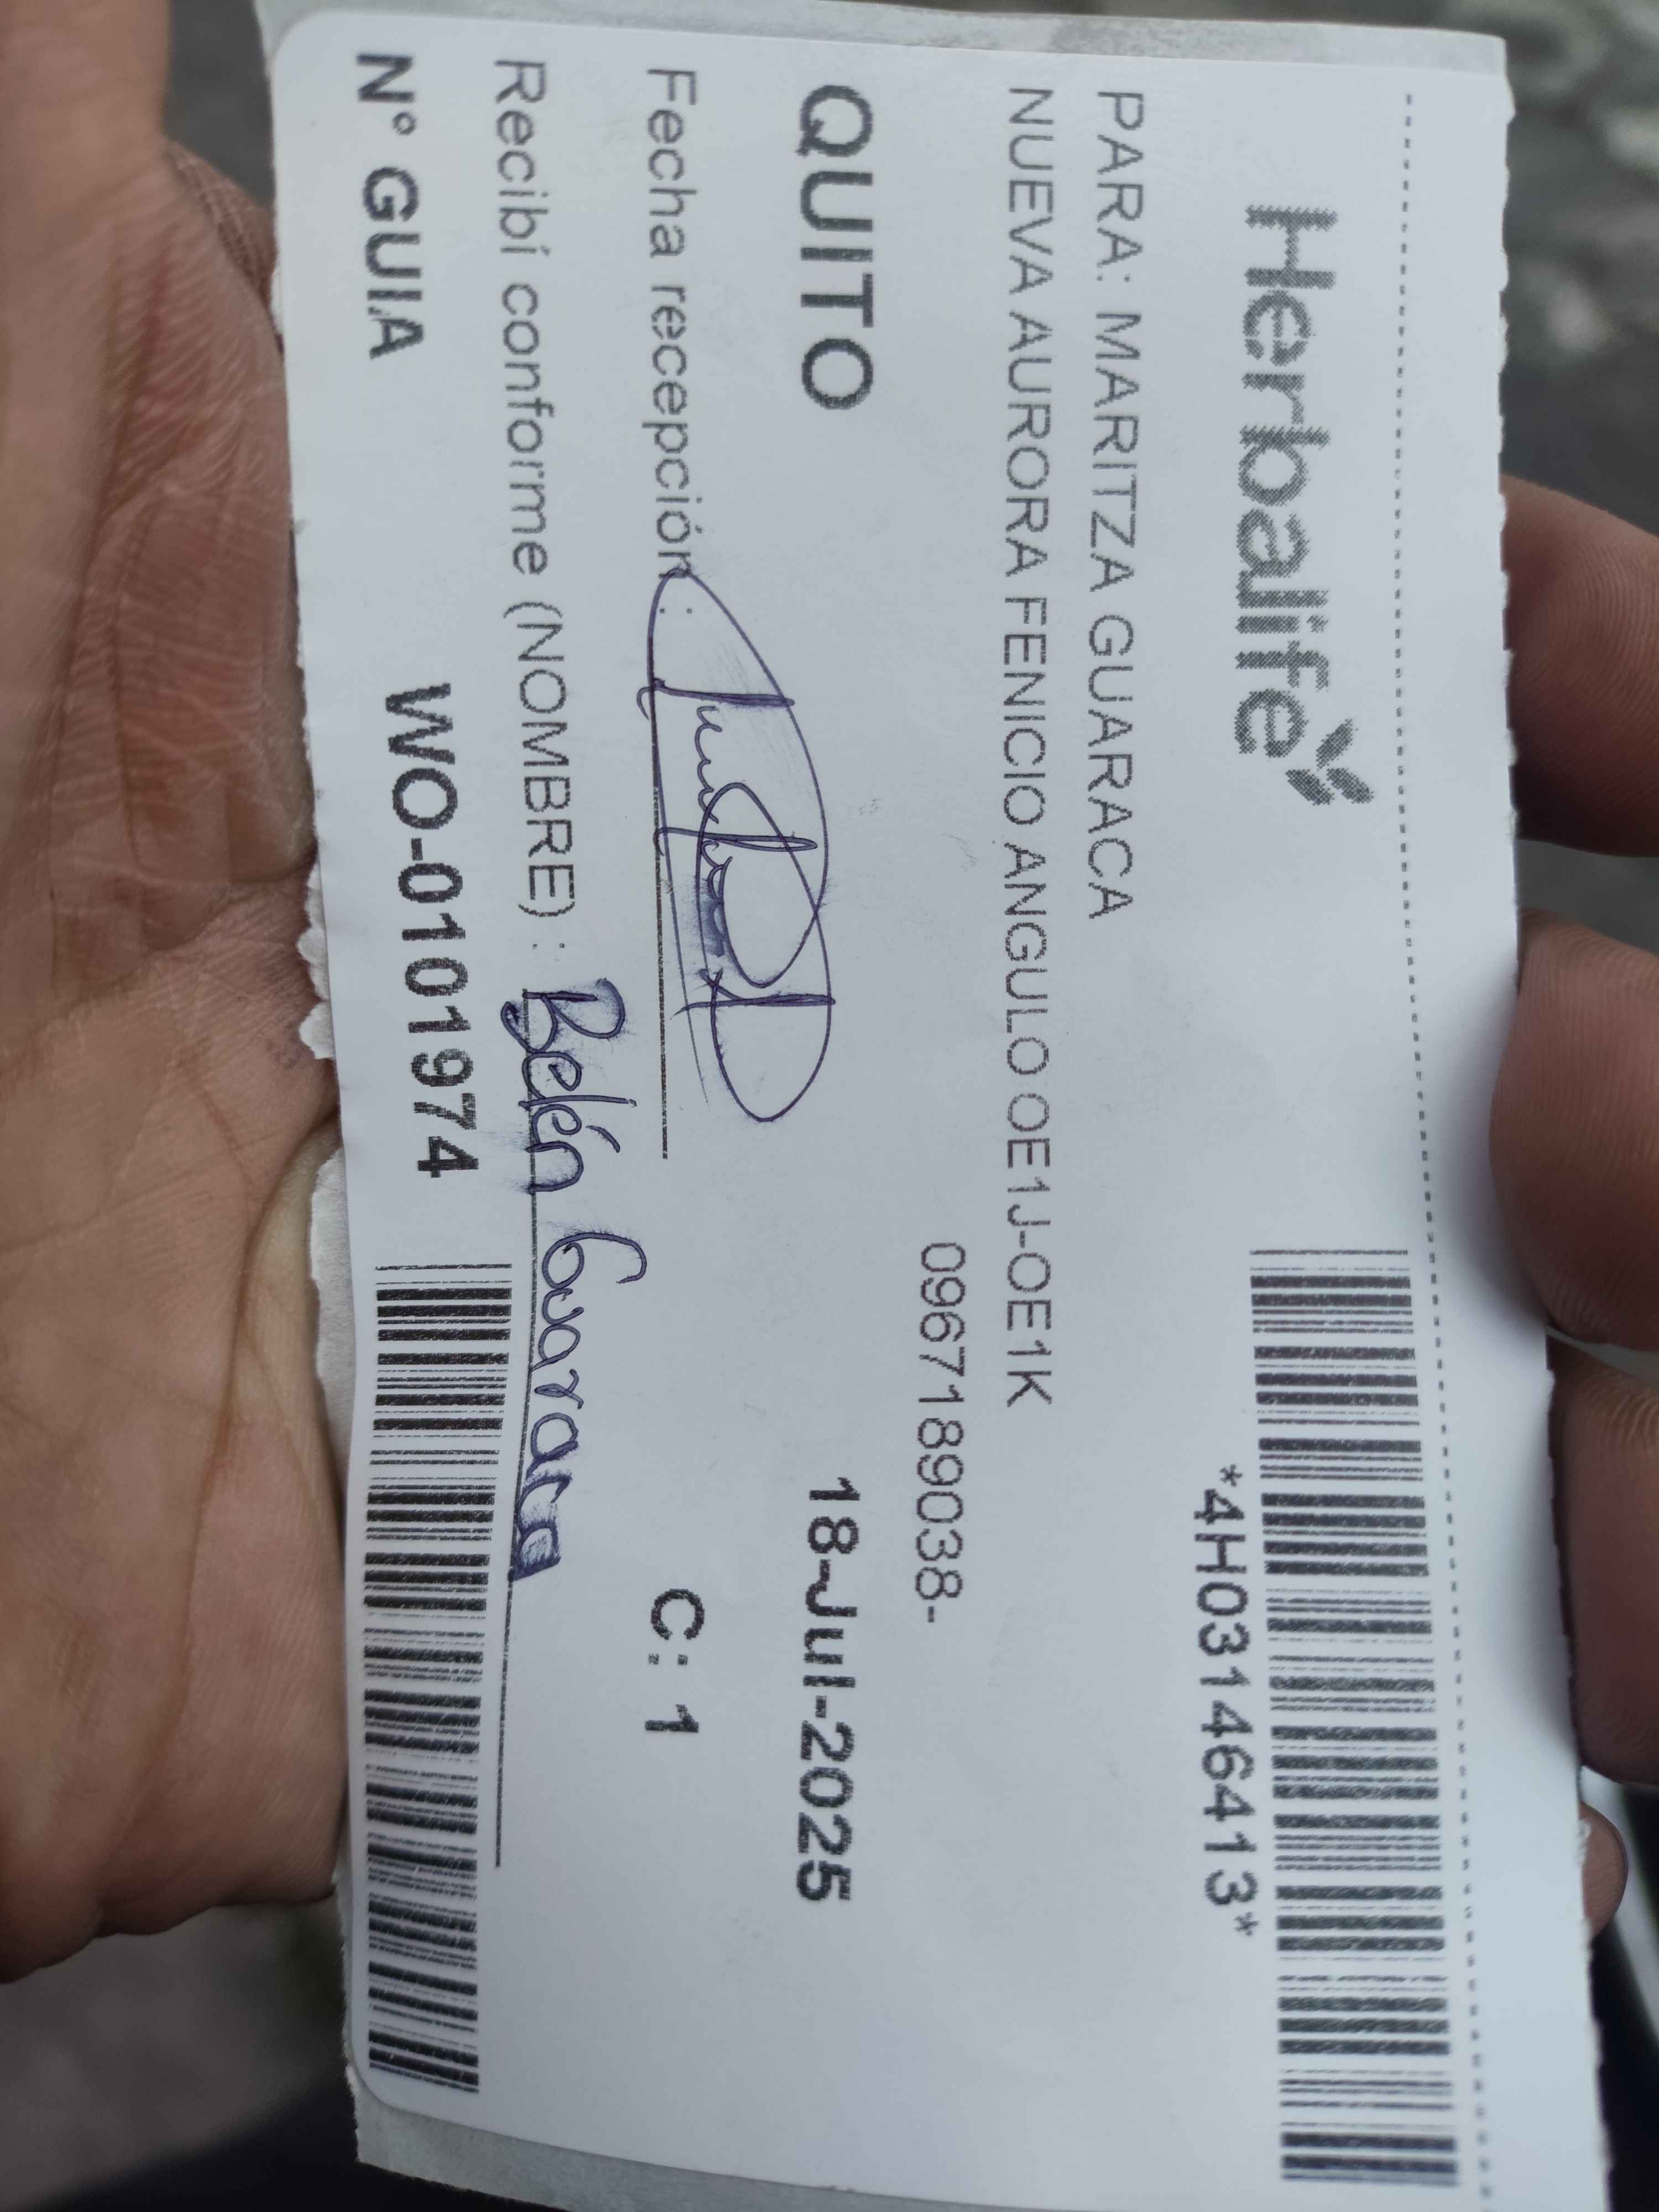 Herbalife
*4H03146413*
PARA: MARITZA GUARACA
NUEVA AURORA FENICIO ANGULO OE1J-OE1K
0967189038-
QUITO 18-Jul-2025
Fecha recepción : C: 1
Recibí conforme (NOMBRE) : Belén Guaraca
N° GUIA WO-0101974